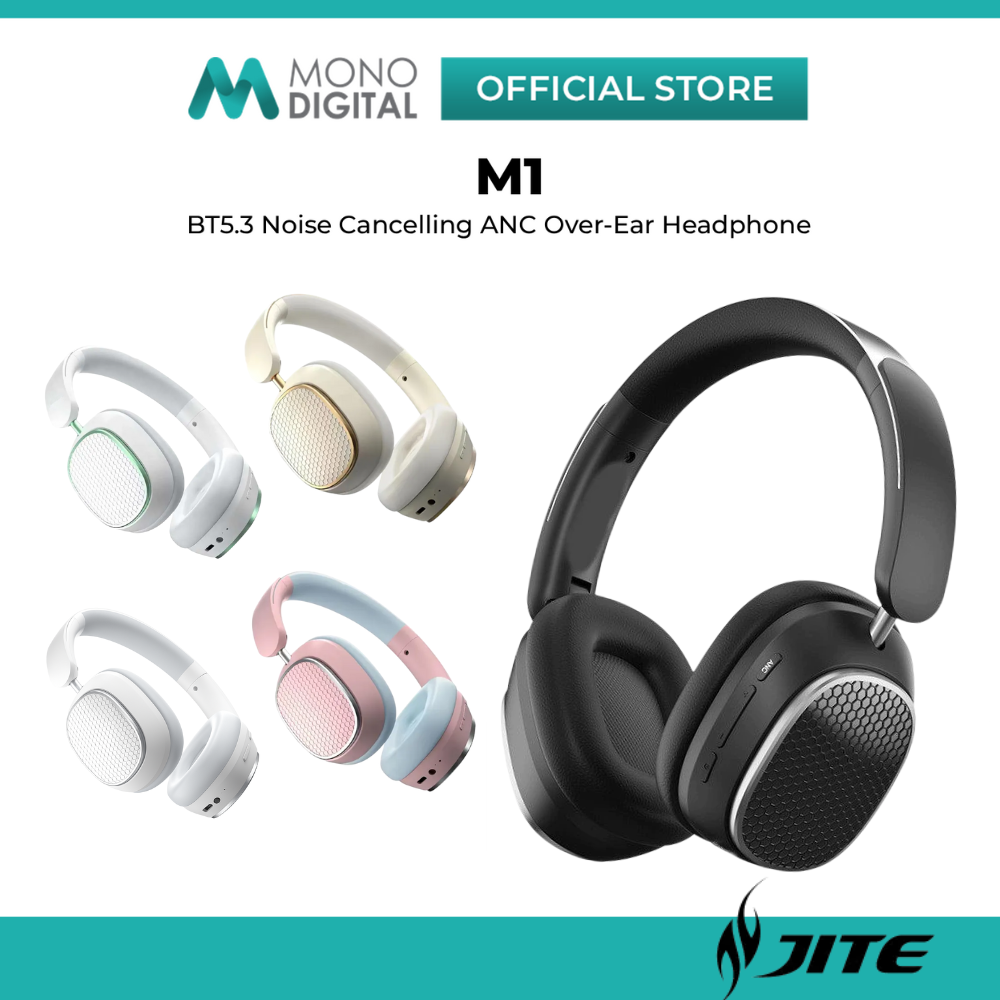 MONO
DIGITAL
OFFICIAL STORE
M1
BT5.3 Noise Cancelling ANC Over-Ear Headphone
ANC
JITE